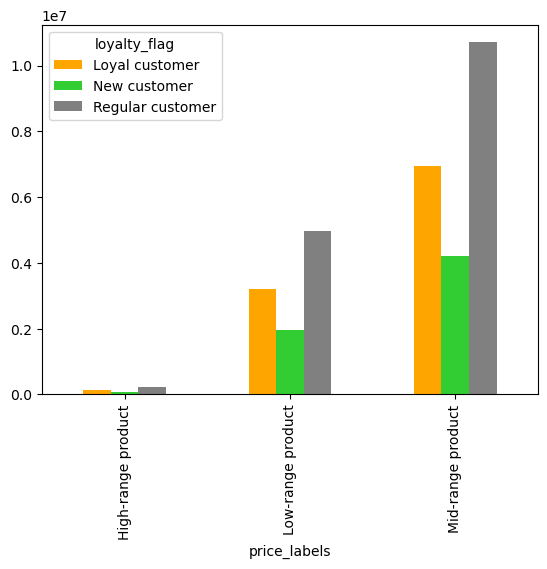 1e7
loyalty_flag
Loyal customer
New customer
Regular customer
1.0
0.8
0.6
0.4
0.2
0.0
High-range product
Low-range product
Mid-range product
price_labels